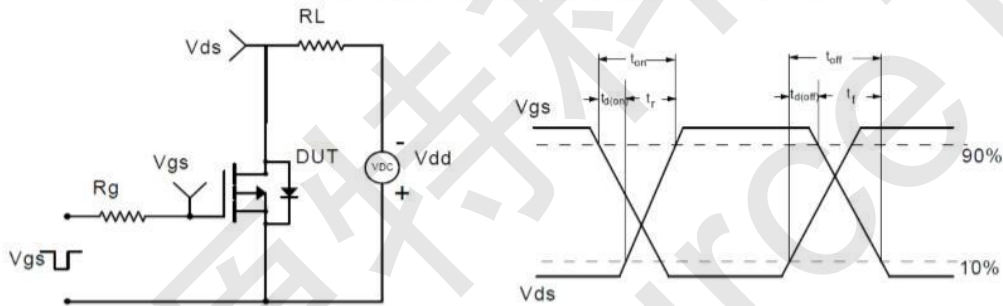 RL
Vds
Vgs
DUT
-
Vdd
VDC
+
Rg
Vgs
ton
toff
td(on)
tr
td(off)
tf
Vgs
90%
10%
Vds
urce